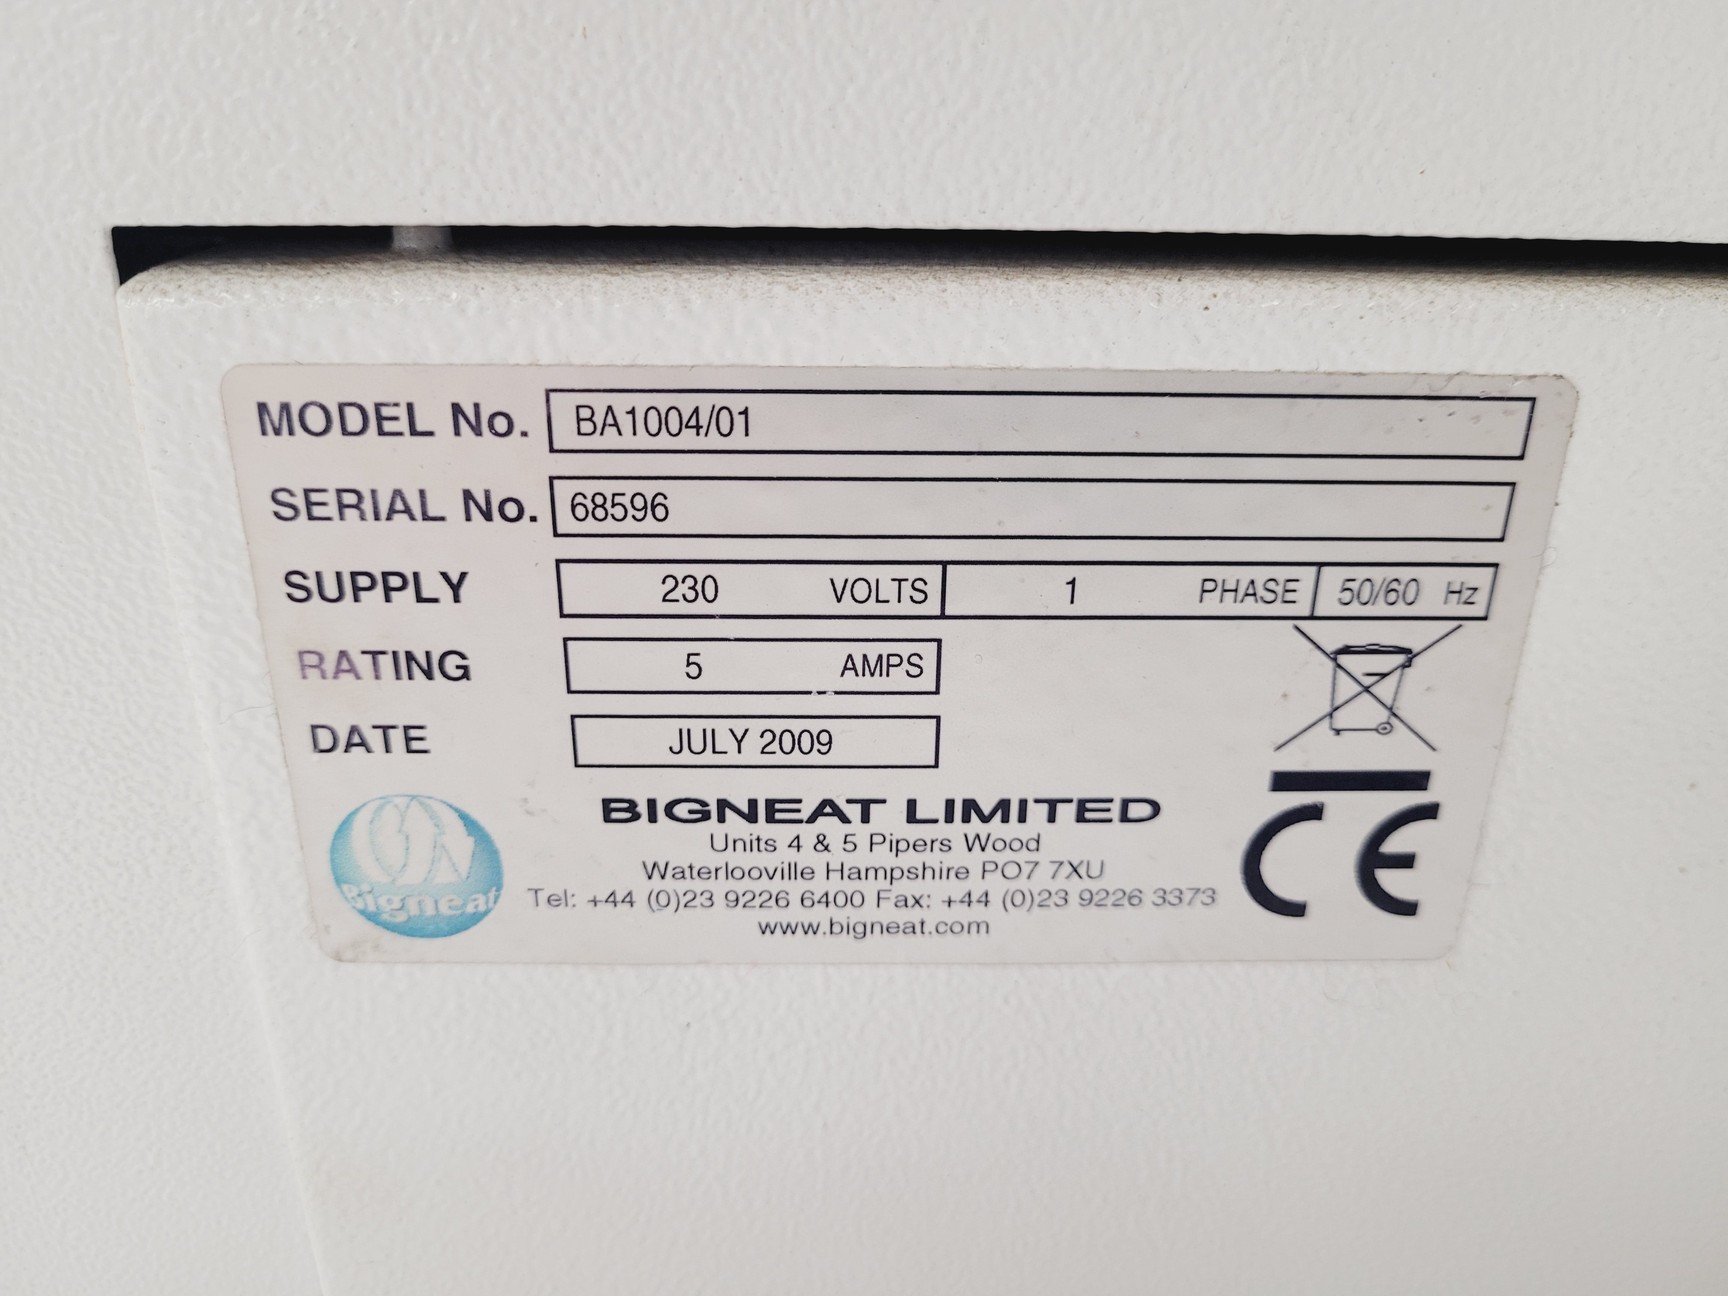 MODEL No. BA1004/01
SERIAL No. 68596
SUPPLY 230 VOLTS 1 PHASE 50/60 Hz
RATING 5 AMPS
DATE JULY 2009
Bigneat
BIGNEAT LIMITED
Units 4 & 5 Pipers Wood
Waterlooville Hampshire PO7 7XU
Tel: +44 (0)23 9226 6400 Fax: +44 (0)23 9226 3373
www.bigneat.com
CE